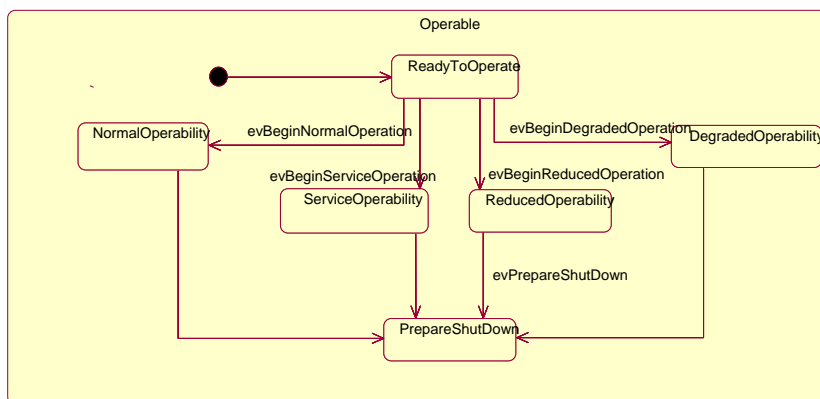 Operable
ReadyToOperate
NormalOperability
evBeginNormalOperation
evBeginDegradedOperation
DegradedOperability
evBeginServiceOperation
evBeginReducedOperation
ServiceOperability
ReducedOperability
evPrepareShutDown
PrepareShutDown